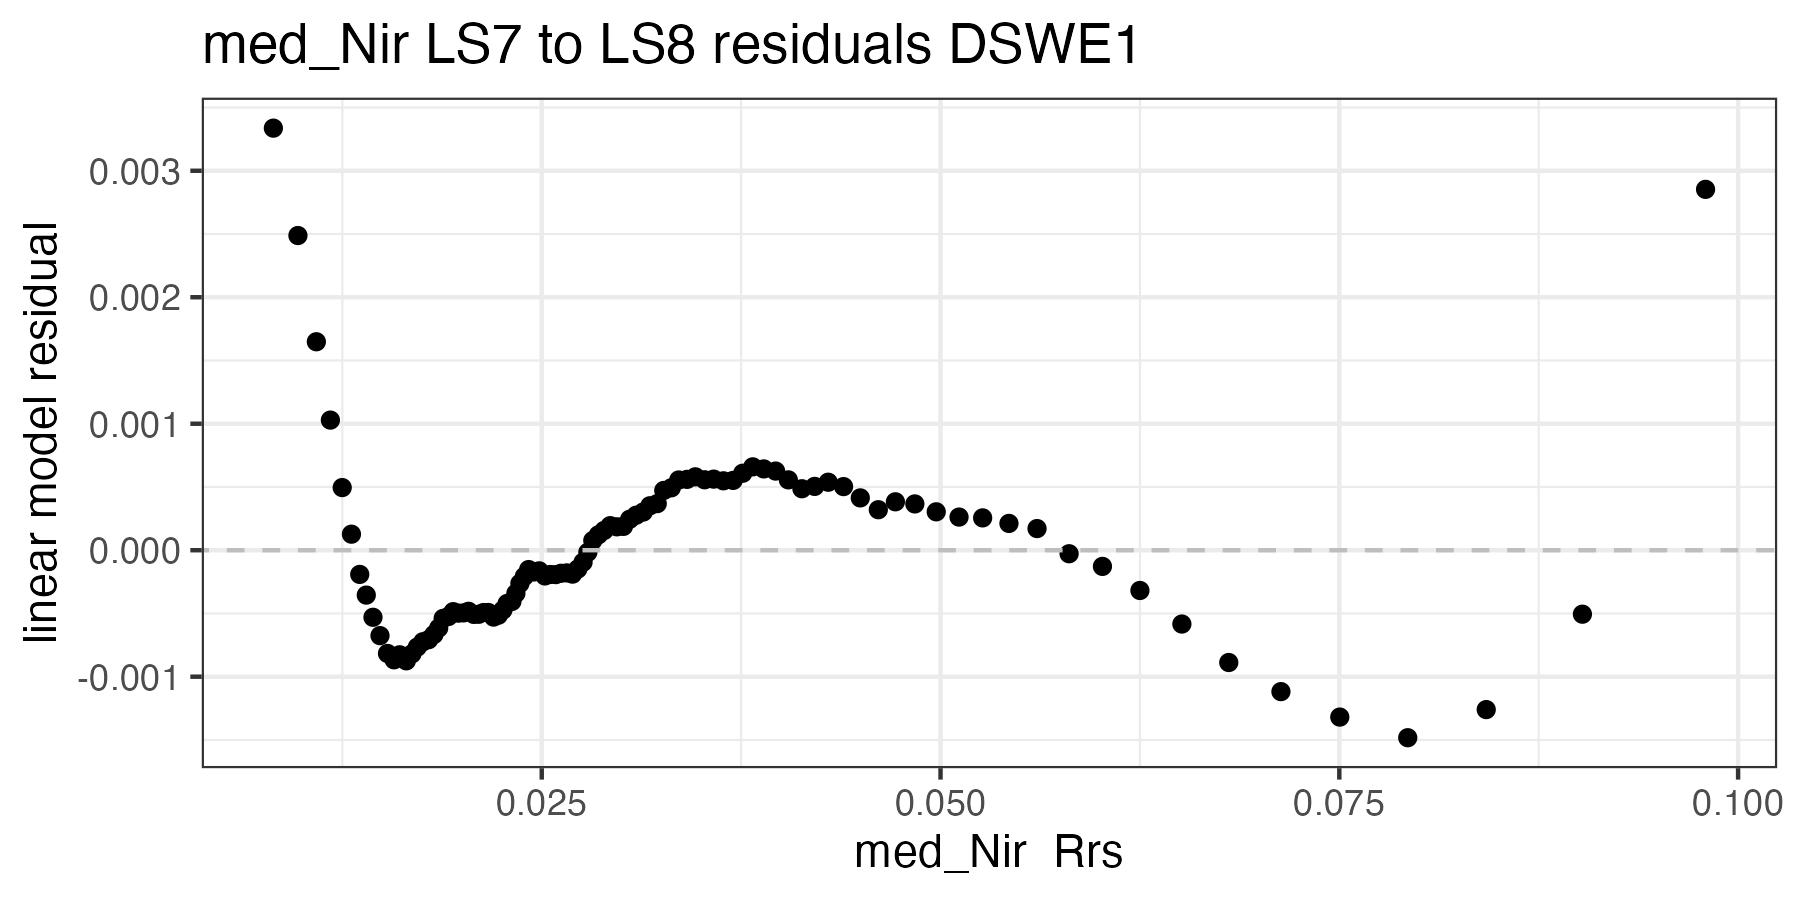 med_Nir LS7 to LS8 residuals DSWE1
linear model residual
0.003
0.002
0.001
0.000
-0.001
0.025 0.050 0.075 0.100
med_Nir  Rrs